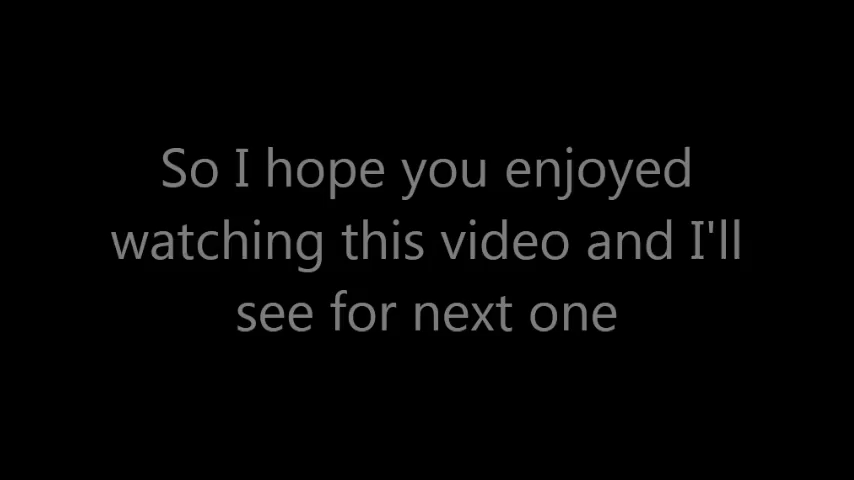 So I hope you enjoyed
watching this video and I'll
see for next one